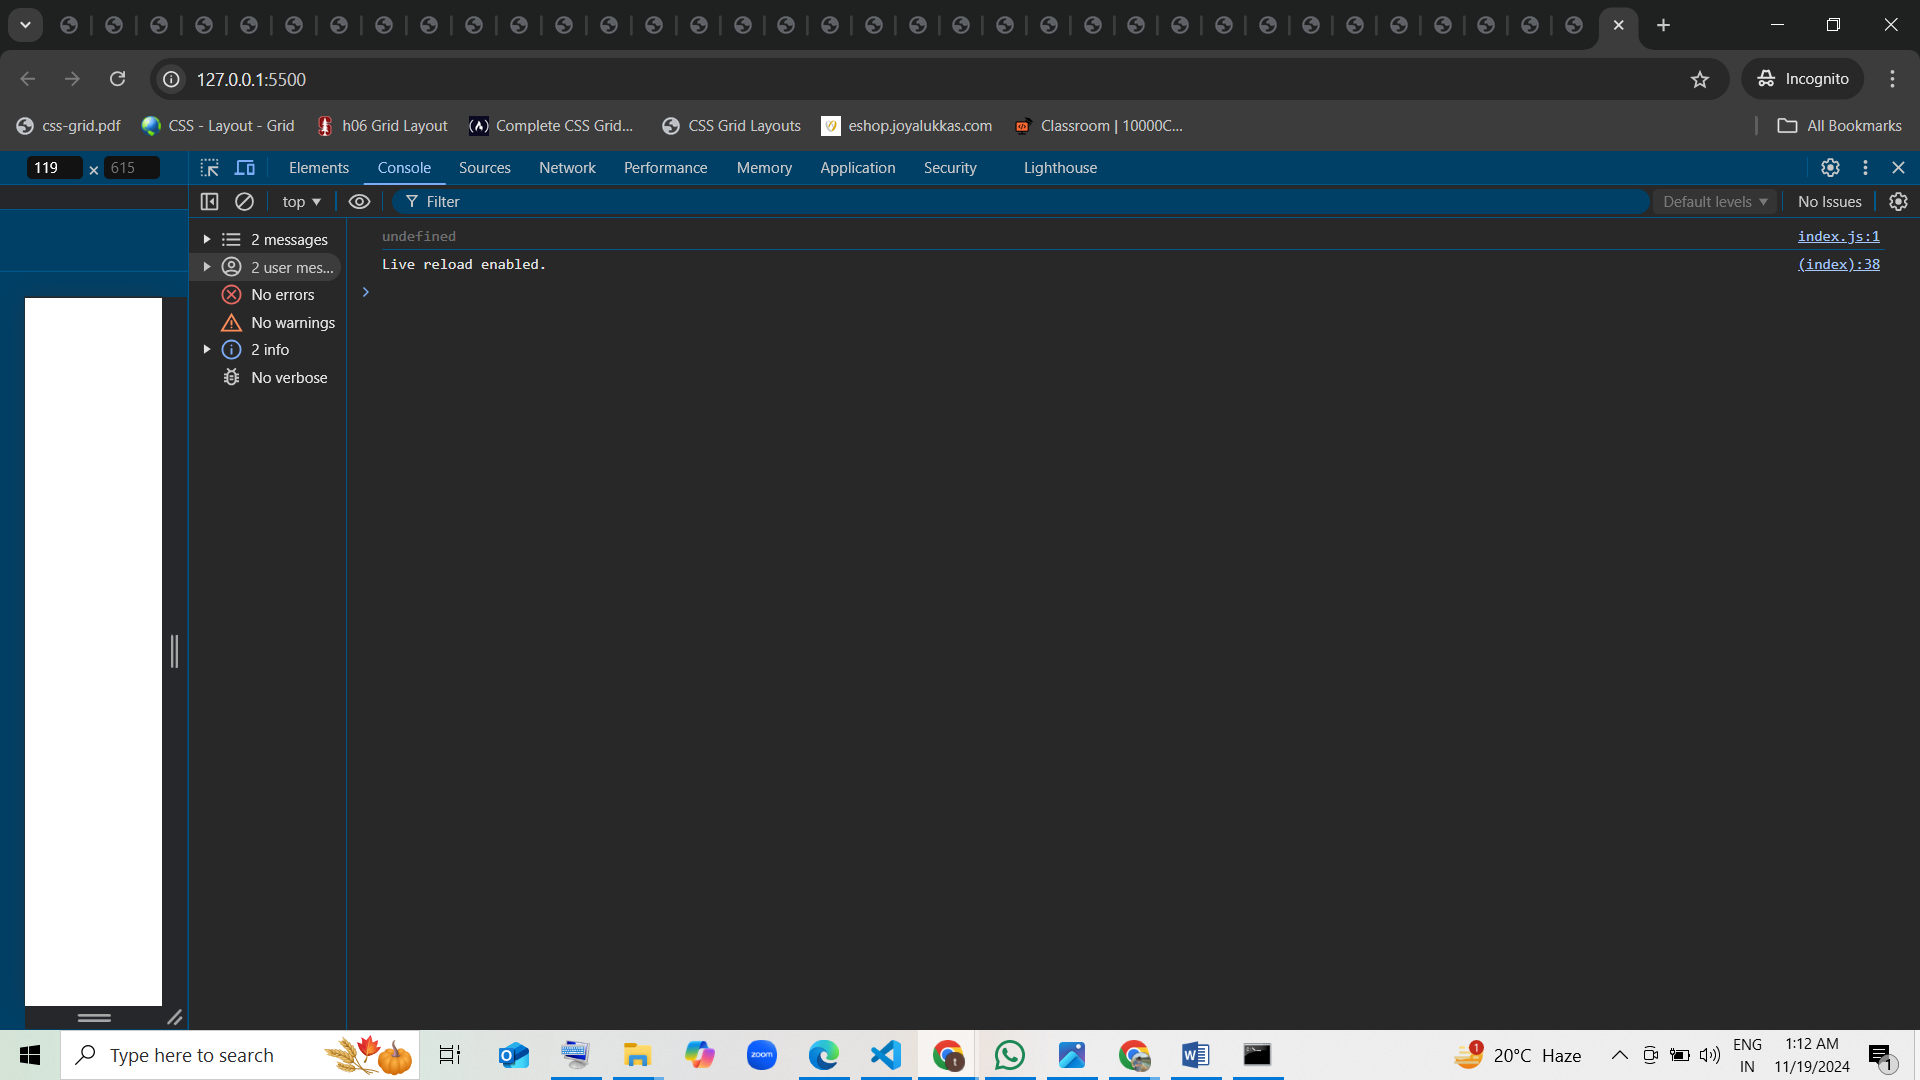 127.0.0.1:5500
Incognito
css-grid.pdf
CSS - Layout - Grid
h06 Grid Layout
Complete CSS Grid...
CSS Grid Layouts
eshop.joyalukkas.com
Classroom | 10000C...
All Bookmarks
119 × 615
Elements
Console
Sources
Network
Performance
Memory
Application
Security
Lighthouse
top
Filter
Default levels
No Issues
2 messages
2 user mes...
No errors
No warnings
2 info
No verbose
undefined
index.js:1
Live reload enabled.
(index):38
Type here to search
zoom
1
20°C Haze
ENG
IN
1:12 AM
11/19/2024
1